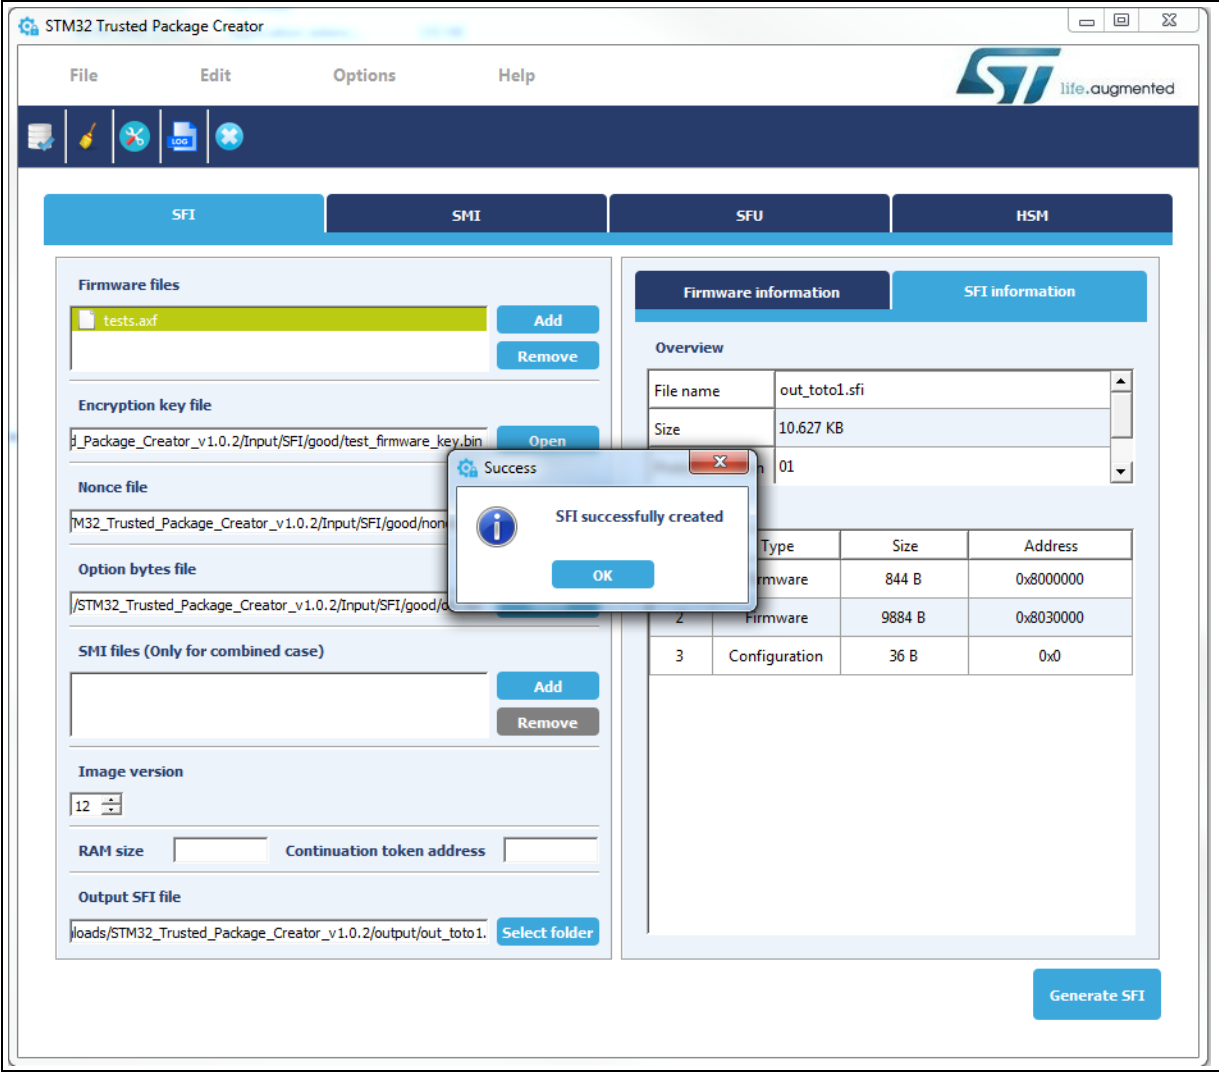 STM32 Trusted Package Creator
File Edit Options Help
life.augmented
LOG
SFI SMI SFU HSM
Firmware files
tests.axf
Add
Remove
Encryption key file
d_Package_Creator_v1.0.2/Input/SFI/good/test_firmware_key.bin Open
Nonce file
M32_Trusted_Package_Creator_v1.0.2/Input/SFI/good/non
Option bytes file
/STM32_Trusted_Package_Creator_v1.0.2/Input/SFI/good/o
SMI files (Only for combined case)
Add
Remove
Image version
12
RAM size Continuation token address
Output SFI file
loads/STM32_Trusted_Package_Creator_v1.0.2/output/out_toto1. Select folder
Firmware information SFI information
Overview
File name out_toto1.sfi
Size 10.627 KB
n 01
Type Size Address
rmware 844 B 0x8000000
2 Firmware 9884 B 0x8030000
3 Configuration 36 B 0x0
Success
SFI successfully created
OK
Generate SFI